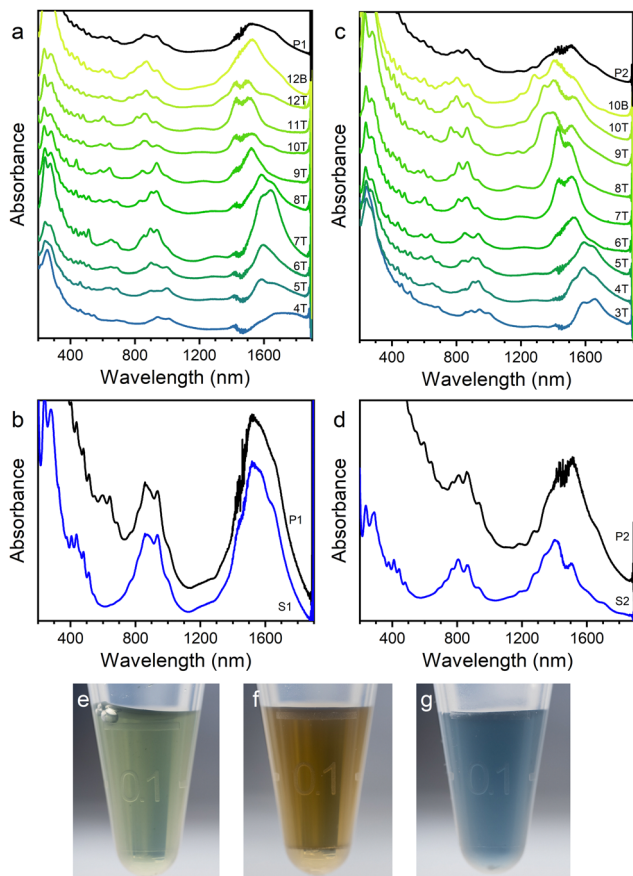 a
P1
12B
12T
11T
10T
9T
8T
7T
6T
5T
4T
Absorbance
400 800 1200 1600
Wavelength (nm)
c
P2
10B
10T
9T
8T
7T
6T
5T
4T
3T
Absorbance
400 800 1200 1600
Wavelength (nm)
b
P1
S1
Absorbance
400 800 1200 1600
Wavelength (nm)
d
P2
S2
Absorbance
400 800 1200 1600
Wavelength (nm)
e f g
0.1 0.1 0.1